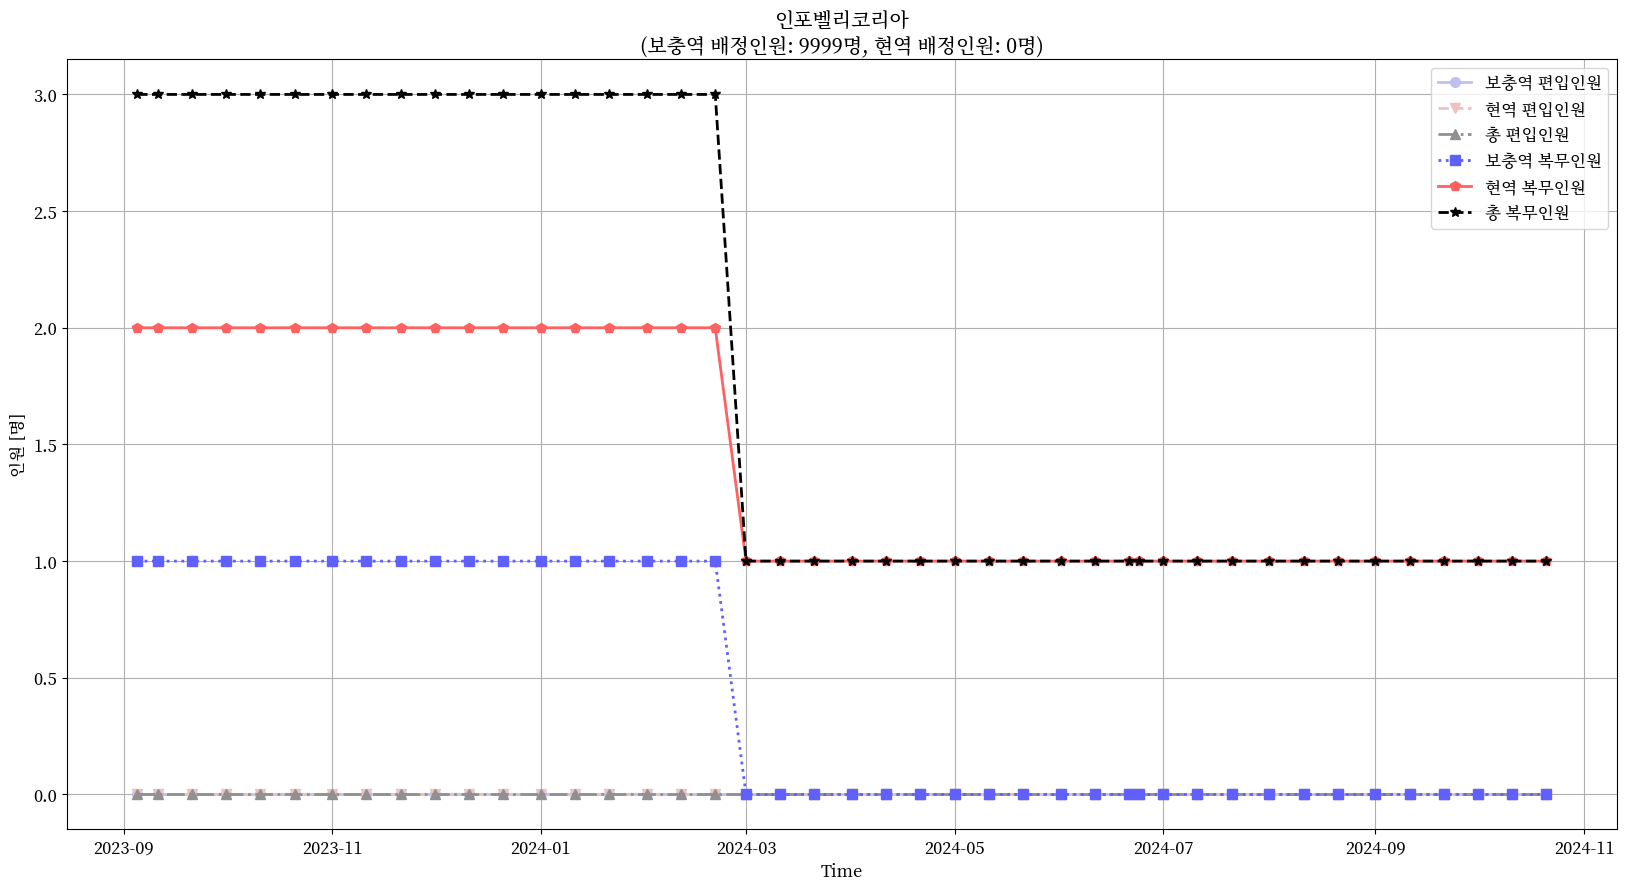 인포벨리코리아
(보충역 배정인원: 9999명, 현역 배정인원: 0명)
보충역 편입인원
현역 편입인원
총 편입인원
보충역 복무인원
현역 복무인원
총 복무인원
인원 [명]
3.0
2.5
2.0
1.5
1.0
0.5
0.0
2023-09
2023-11
2024-01
2024-03
2024-05
2024-07
2024-09
2024-11
Time